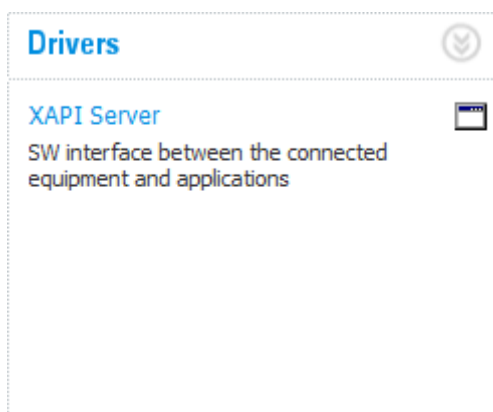 Drivers
XAPI Server
SW interface between the connected
equipment and applications